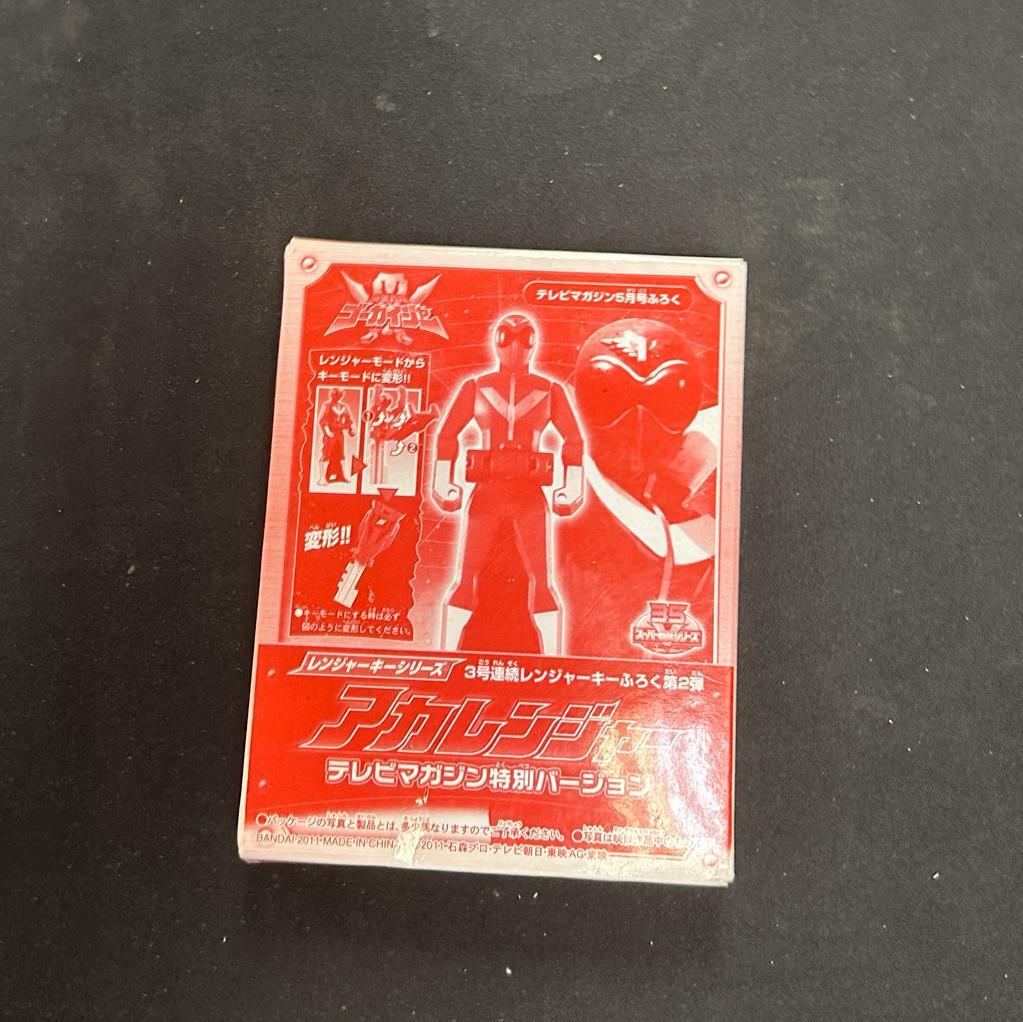 ゴーカイジャー
テレビマガジン5月号ふろく
レンジャーモードから
キーモードに変形!!
1
2
変形!!
●キーモードにする時は必ず
図のように変形してください。
35
スーパー戦隊シリーズ
レンジャーキーシリーズ
3号連続レンジャーキーふろく第2弾
アカレンジャー
テレビマガジン特別バージョン
●パッケージの写真と製品とは、多少異なりますのでご了承ください。 ●写真は
BANDAI 2011 MADE IN CHINA 2011 石森プロ・テレビ朝日・東映AG・東映